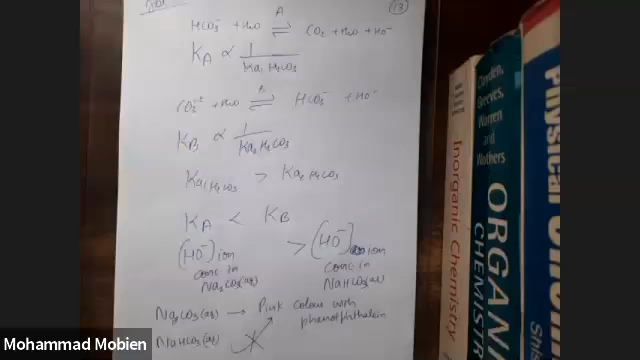 (13)
A
HCO3⁻ + H2O ⇌ CO2 + H2O + HO⁻
KA ∝ 1 / Ka1 H2CO3
B
CO3⁻² + H2O ⇌ HCO3⁻ + HO⁻
KB ∝ 1 / Ka2 H2CO3
Ka1 H2CO3 > Ka2 H2CO3
KA < KB
(HO⁻) ion conc in Na2CO3(aq) > (HO⁻) ion conc in NaHCO3(aq)
Na2CO3(aq) → Pink colour with phenolphthalein
NaHCO3(aq)
Inorganic Chemistry
Clayden, Greeves, Warren and Wothers
ORGANIC CHEMISTRY
Physical
Mohammad Mobien